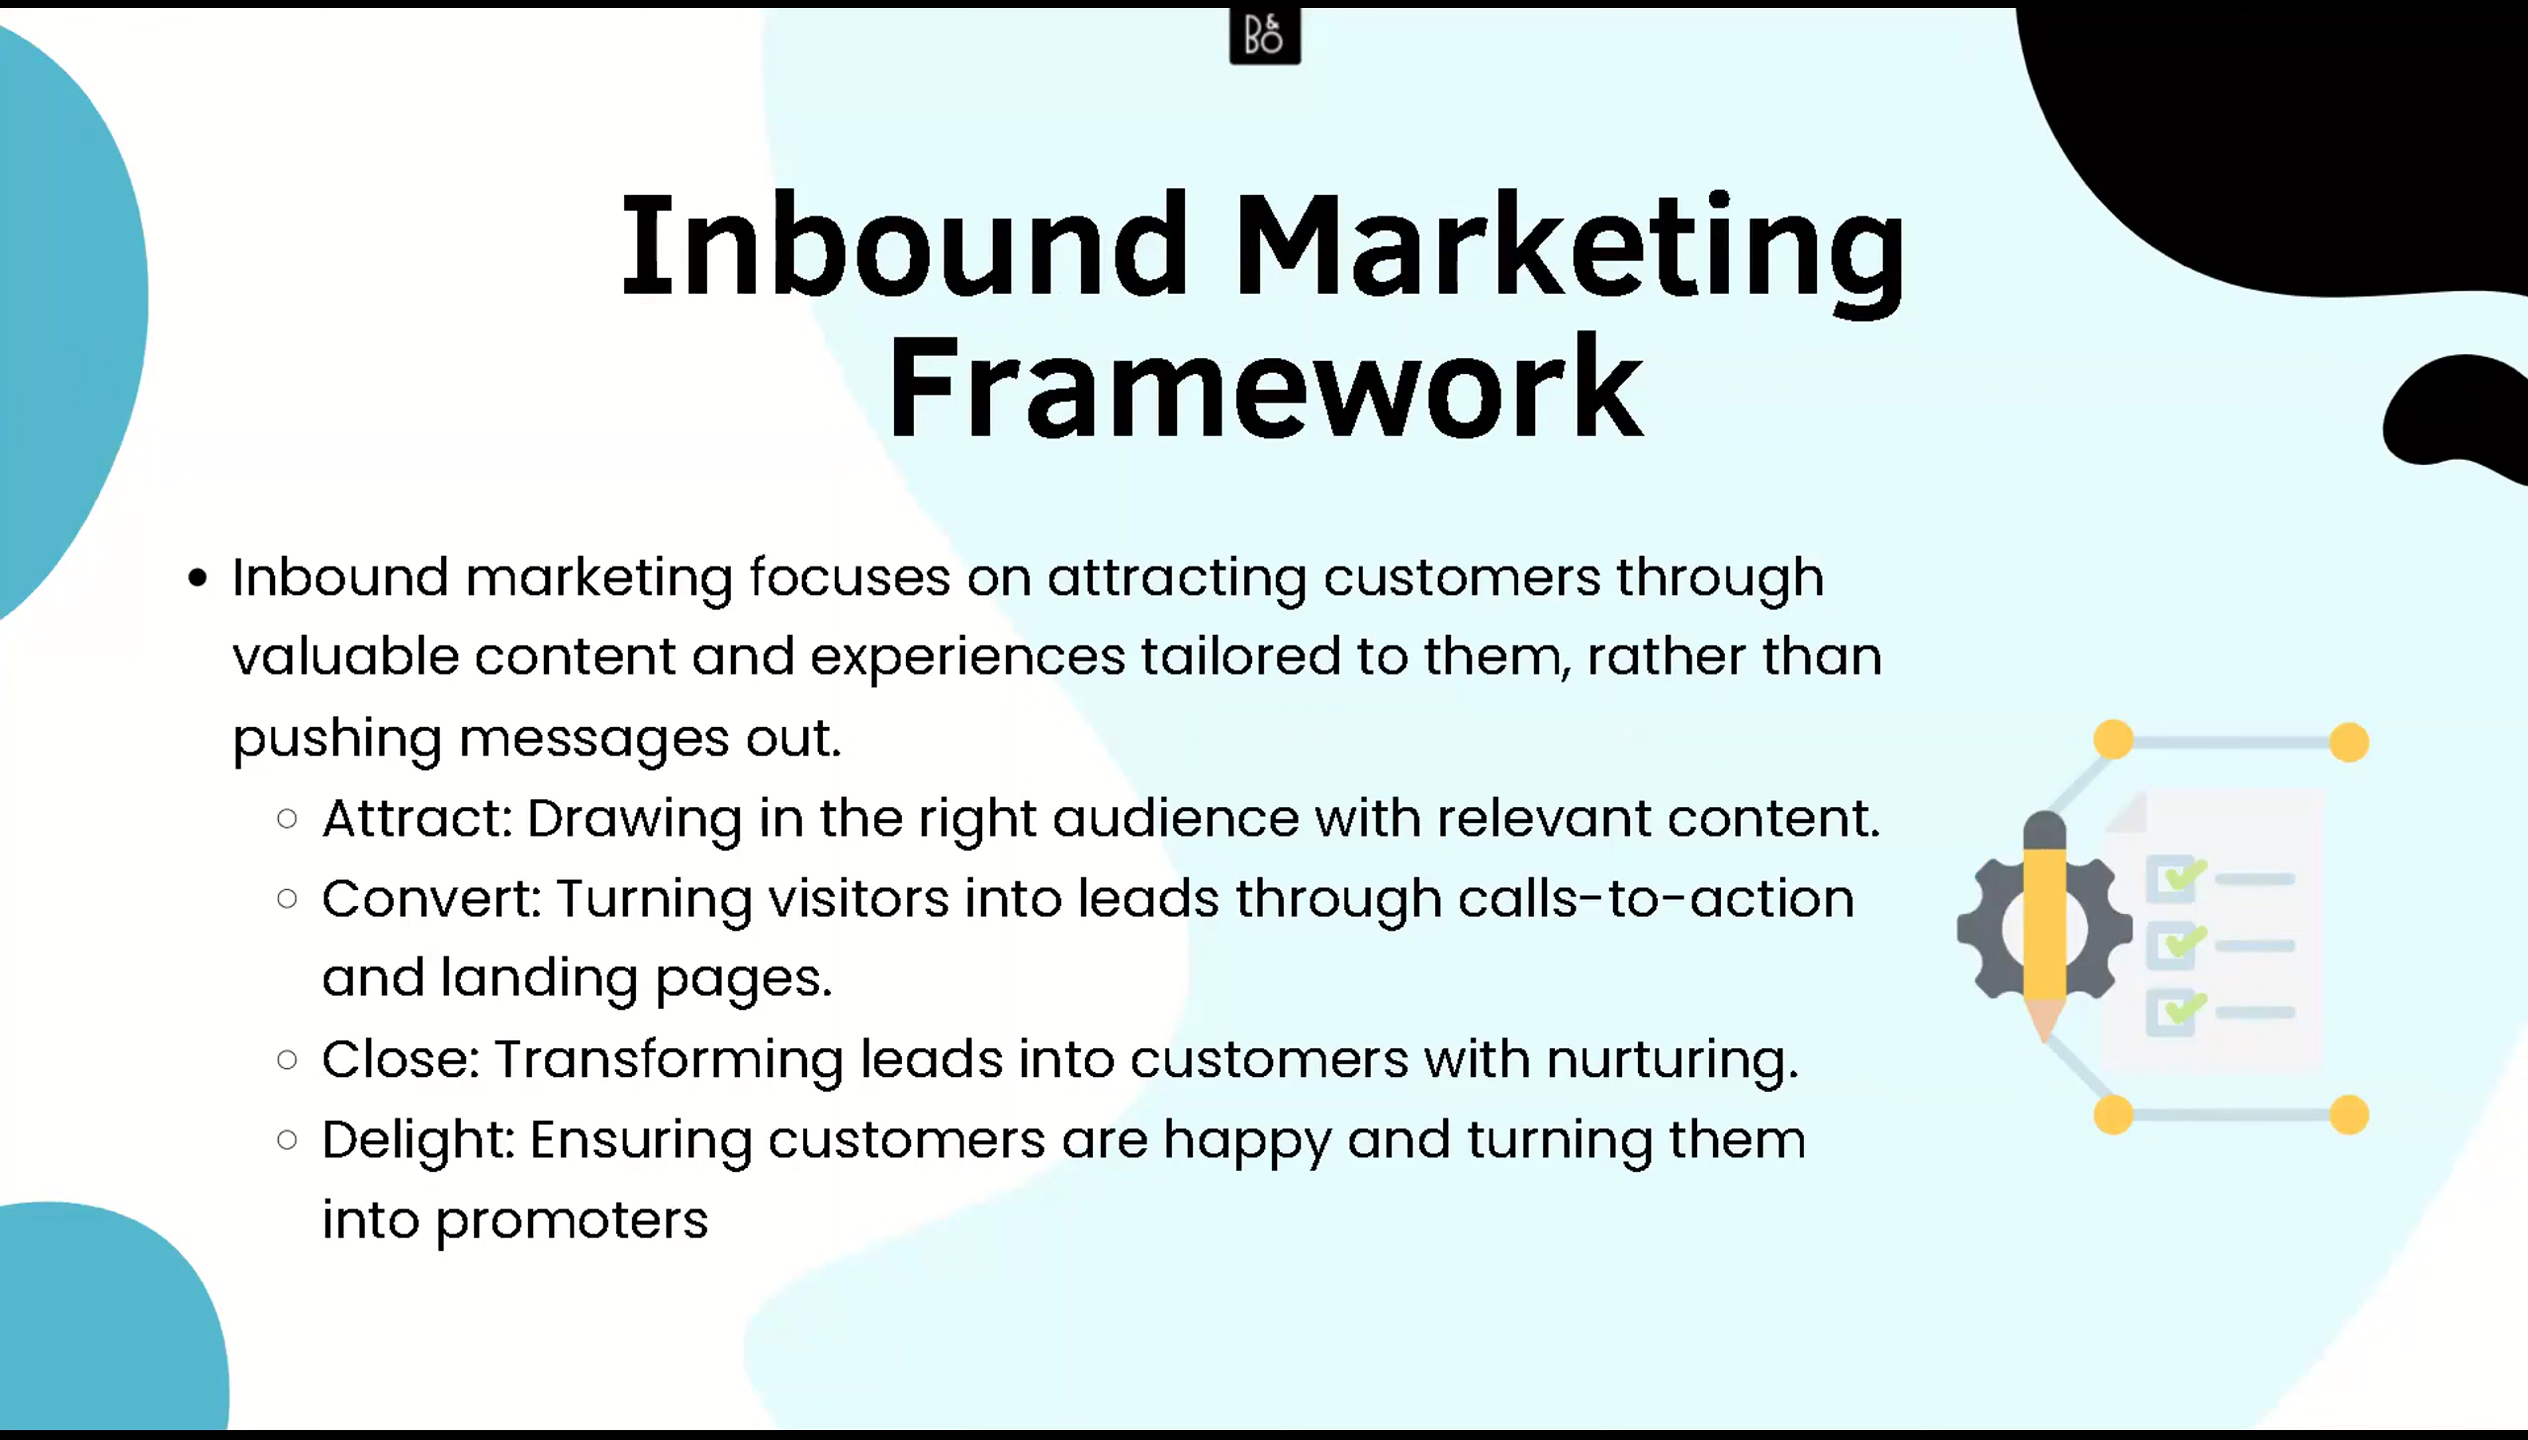 B&O
Inbound Marketing
Framework
• Inbound marketing focuses on attracting customers through
valuable content and experiences tailored to them, rather than
pushing messages out.
○ Attract: Drawing in the right audience with relevant content.
○ Convert: Turning visitors into leads through calls-to-action
and landing pages.
○ Close: Transforming leads into customers with nurturing.
○ Delight: Ensuring customers are happy and turning them
into promoters